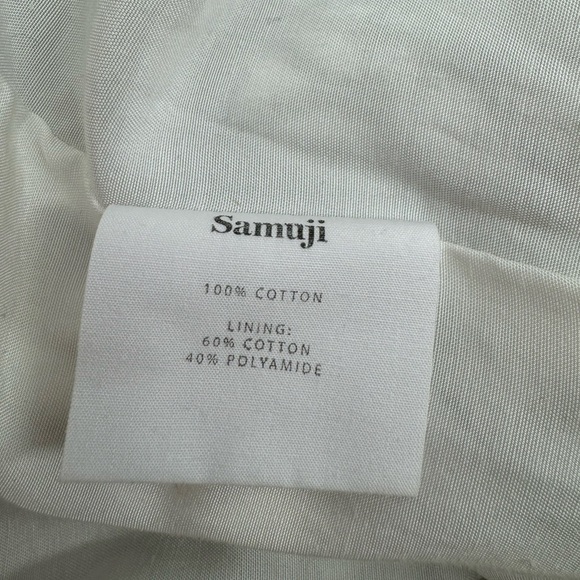 Samuji
100% COTTON
LINING:
60% COTTON
40% POLYAMIDE